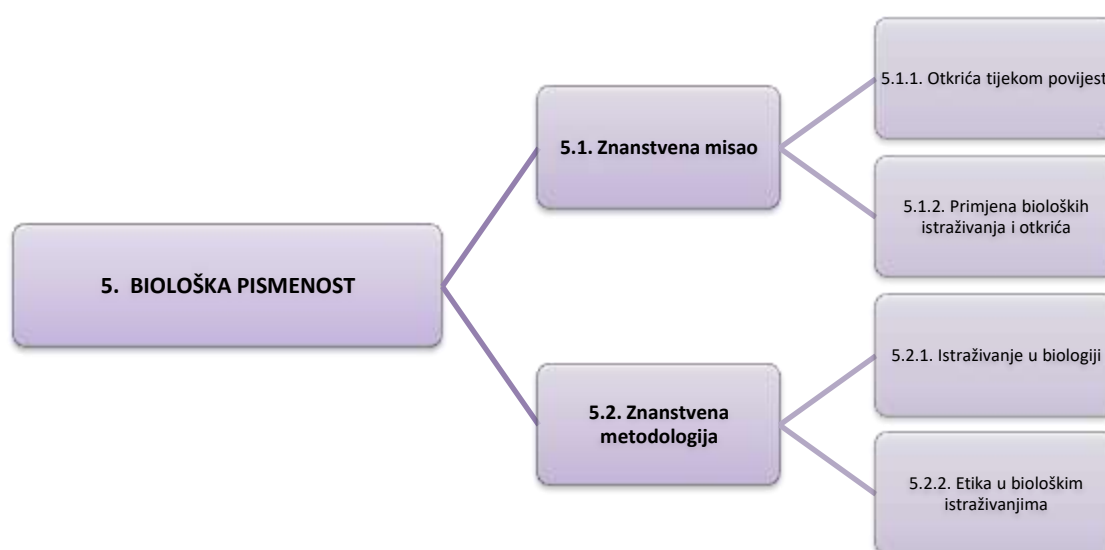 5.1.1. Otkrića tijekom povijest
5.1. Znanstvena misao
5.1.2. Primjena bioloških
istraživanja i otkrića
5. BIOLOŠKA PISMENOST
5.2.1. Istraživanje u biologiji
5.2. Znanstvena
metodologija
5.2.2. Etika u biološkim
istraživanjima